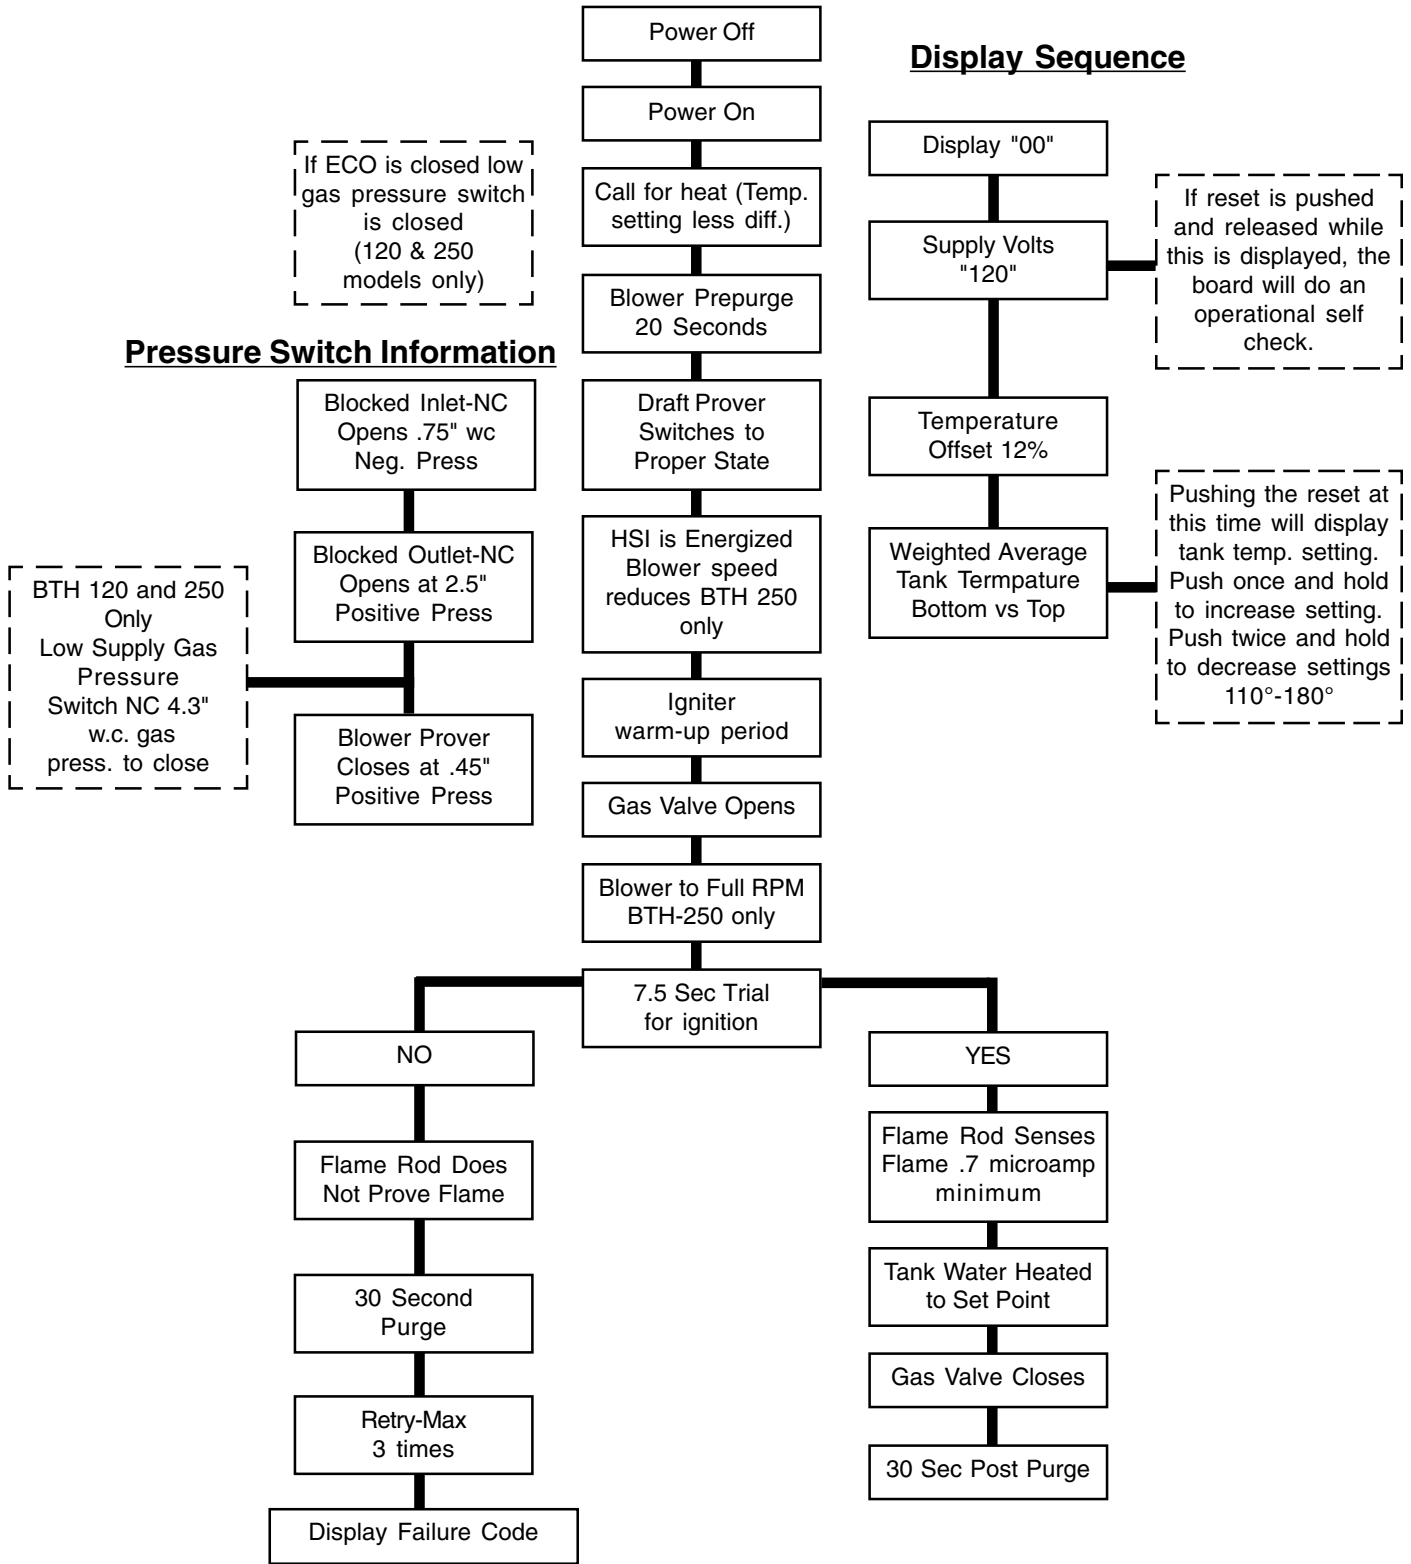 Power Off
Power On
Call for heat (Temp.
setting less diff.)
Blower Prepurge
20 Seconds
Draft Prover
Switches to
Proper State
HSI is Energized
Blower speed
reduces BTH 250
only
Igniter
warm-up period
Gas Valve Opens
Blower to Full RPM
BTH-250 only
7.5 Sec Trial
for ignition
NO
Flame Rod Does
Not Prove Flame
30 Second
Purge
Retry-Max
3 times
Display Failure Code
YES
Flame Rod Senses
Flame .7 microamp
minimum
Tank Water Heated
to Set Point
Gas Valve Closes
30 Sec Post Purge
If ECO is closed low
gas pressure switch
is closed
(120 & 250
models only)
Pressure Switch Information
Blocked Inlet-NC
Opens .75" wc
Neg. Press
Blocked Outlet-NC
Opens at 2.5"
Positive Press
BTH 120 and 250
Only
Low Supply Gas
Pressure
Switch NC 4.3"
w.c. gas
press. to close
Blower Prover
Closes at .45"
Positive Press
Display Sequence
Display "00"
Supply Volts
"120"
If reset is pushed
and released while
this is displayed, the
board will do an
operational self
check.
Temperature
Offset 12%
Weighted Average
Tank Termpature
Bottom vs Top
Pushing the reset at
this time will display
tank temp. setting.
Push once and hold
to increase setting.
Push twice and hold
to decrease settings
110°-180°